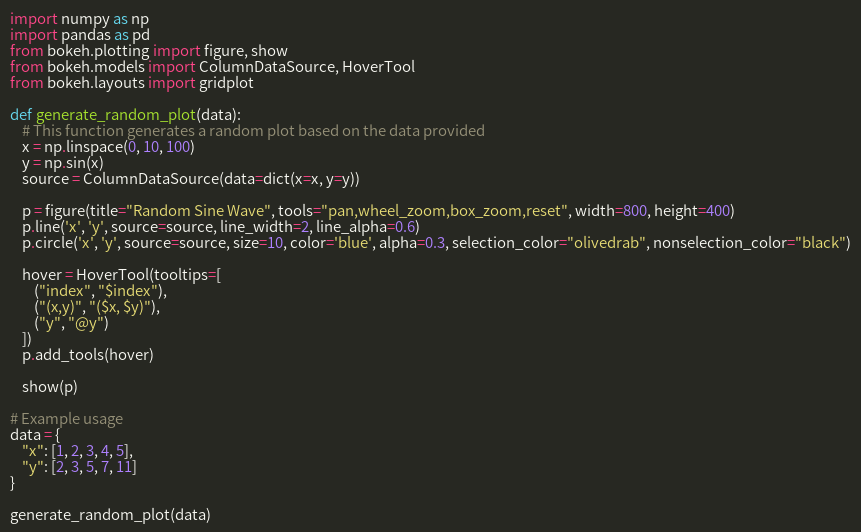 import numpy as np
import pandas as pd
from bokeh.plotting import figure, show
from bokeh.models import ColumnDataSource, HoverTool
from bokeh.layouts import gridplot

def generate_random_plot(data):
    # This function generates a random plot based on the data provided
    x = np.linspace(0, 10, 100)
    y = np.sin(x)
    source = ColumnDataSource(data=dict(x=x, y=y))

    p = figure(title="Random Sine Wave", tools="pan,wheel_zoom,box_zoom,reset", width=800, height=400)
    p.line('x', 'y', source=source, line_width=2, line_alpha=0.6)
    p.circle('x', 'y', source=source, size=10, color='blue', alpha=0.3, selection_color="olivedrab", nonselection_color="black")

    hover = HoverTool(tooltips=[
        ("index", "$index"),
        ("(x,y)", "($x, $y)"),
        ("y", "@y")
    ])
    p.add_tools(hover)

    show(p)

# Example usage
data = {
    "x": [1, 2, 3, 4, 5],
    "y": [2, 3, 5, 7, 11]
}

generate_random_plot(data)